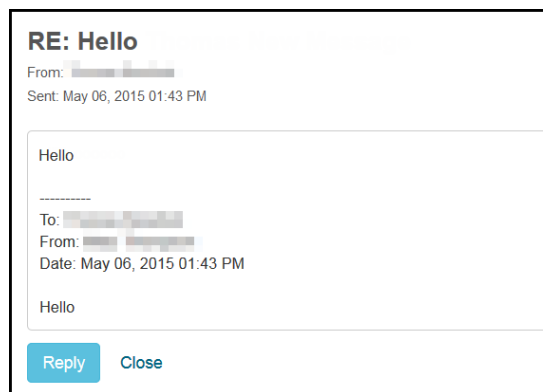 RE: Hello
From:
Sent: May 06, 2015 01:43 PM
Hello
----------
To:
From:
Date: May 06, 2015 01:43 PM
Hello
Reply Close